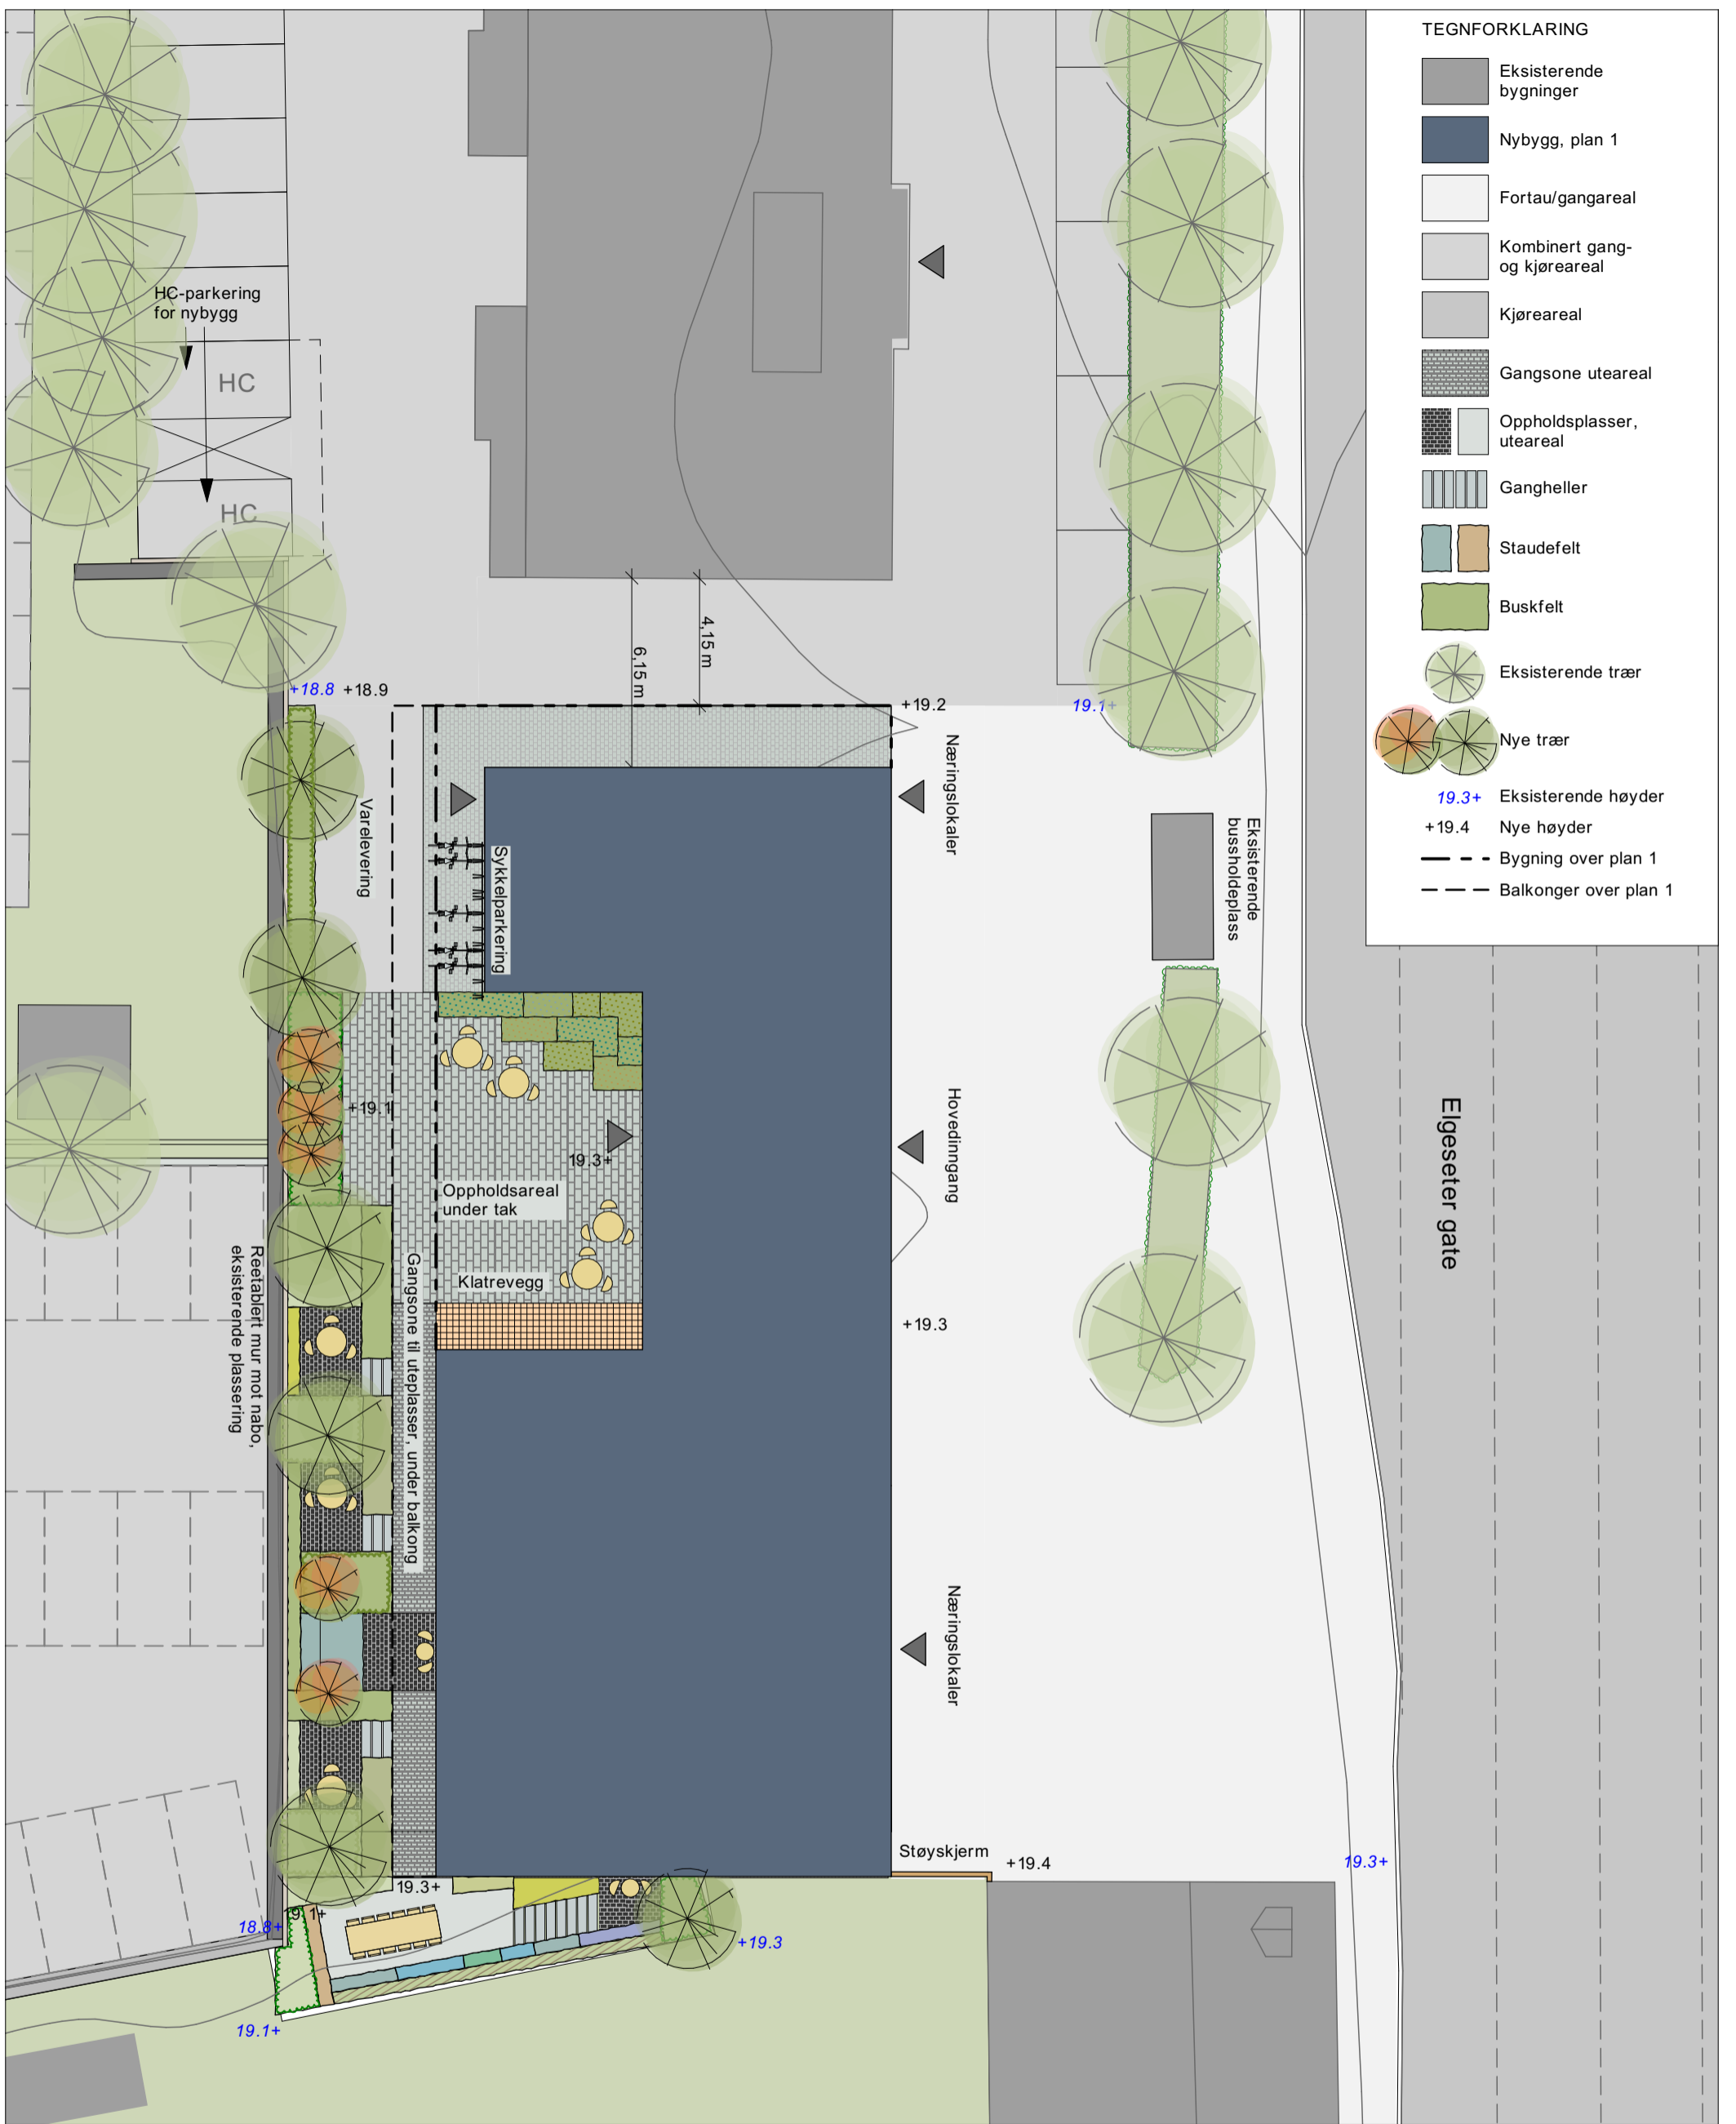 TEGNFORKLARING
Eksisterende
bygninger
Nybygg, plan 1
Fortau/gangareal
Kombinert gang-
og kjøreareal
Kjøreareal
Gangsone uteareal
Oppholdsplasser,
uteareal
Gangheller
Staudefelt
Buskfelt
Eksisterende trær
Nye trær
19.3+ Eksisterende høyder
+19.4 Nye høyder
Bygning over plan 1
Balkonger over plan 1
HC-parkering
for nybygg
HC
HC
4,15 m
6,15 m
+18.8 +18.9
+19.2
19.1+
Næringslokaler
Varelevering
Sykkelparkering
Eksisterende
bussholdeplass
+19.1
19.3+
Hovedinngang
Elgeseter gate
Oppholdsareal
under tak
Klatrevegg
Gangsone til uteplasser, under balkong
Reetablert mur mot nabo,
eksisterende plassering
+19.3
Næringslokaler
Støyskjerm
+19.4
19.3+
19.3+
19.1+
18.8+
+19.3
19.1+